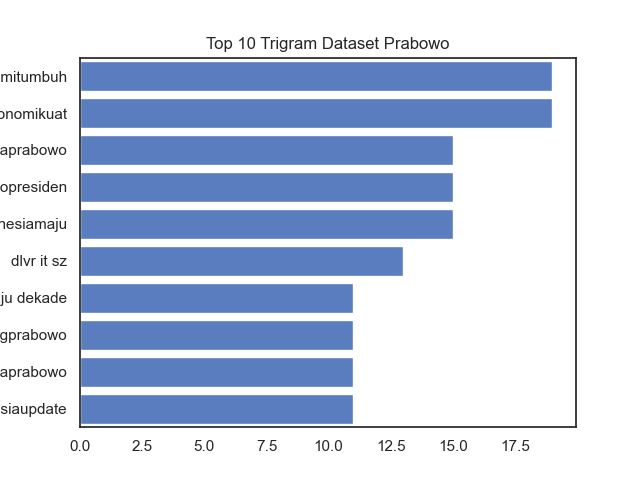 Top 10 Trigram Dataset Prabowo
mitumbuh
onomikuat
aprabowo
opresiden
nesiamaju
dlvr it sz
ju dekade
gprabowo
aprabowo
siaupdate
0.0 2.5 5.0 7.5 10.0 12.5 15.0 17.5